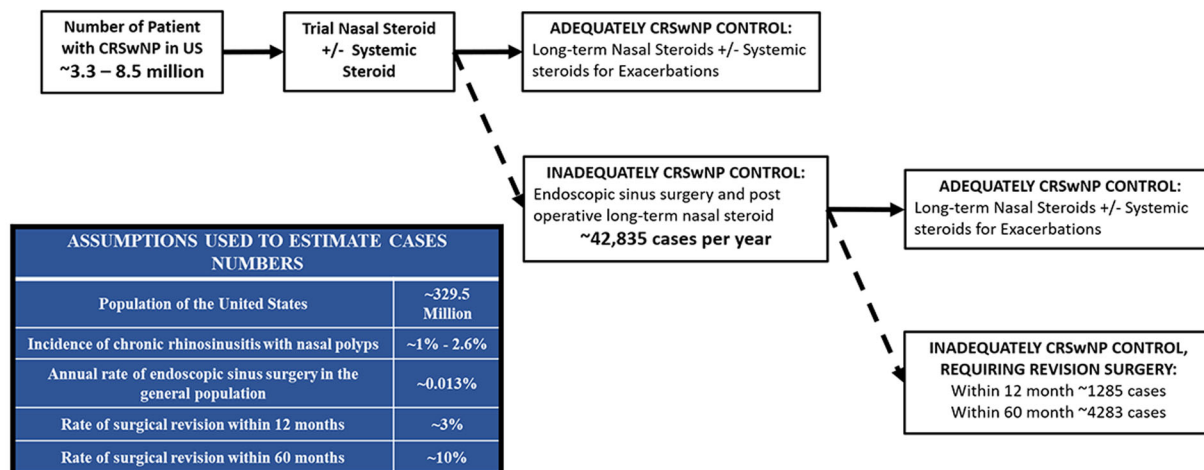 Number of Patient
with CRSwNP in US
~3.3 – 8.5 million
Trial Nasal Steroid
+/- Systemic
Steroid
ADEQUATELY CRSwNP CONTROL:
Long-term Nasal Steroids +/- Systemic
steroids for Exacerbations
INADEQUATELY CRSwNP CONTROL:
Endoscopic sinus surgery and post
operative long-term nasal steroid
~42,835 cases per year
ADEQUATELY CRSwNP CONTROL:
Long-term Nasal Steroids +/- Systemic
steroids for Exacerbations
INADEQUATELY CRSwNP CONTROL,
REQUIRING REVISION SURGERY:
Within 12 month ~1285 cases
Within 60 month ~4283 cases
ASSUMPTIONS USED TO ESTIMATE CASES
NUMBERS
Population of the United States
~329.5
Million
Incidence of chronic rhinosinusitis with nasal polyps
~1% - 2.6%
Annual rate of endoscopic sinus surgery in the
general population
~0.013%
Rate of surgical revision within 12 months
~3%
Rate of surgical revision within 60 months
~10%